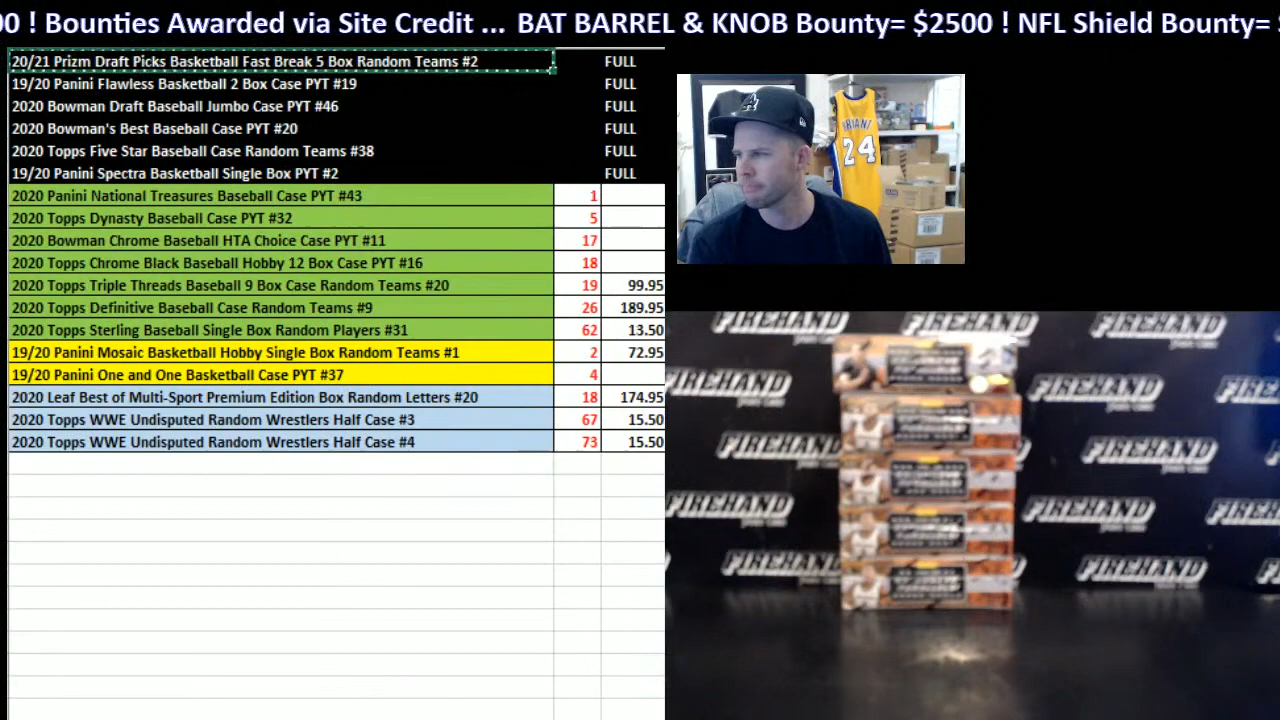 00 ! Bounties Awarded via Site Credit ... BAT BARREL & KNOB Bounty= $2500 ! NFL Shield Bounty=
20/21 Prizm Draft Picks Basketball Fast Break 5 Box Random Teams #2 FULL
19/20 Panini Flawless Basketball 2 Box Case PYT #19 FULL
2020 Bowman Draft Baseball Jumbo Case PYT #46 FULL
2020 Bowman's Best Baseball Case PYT #20 FULL
2020 Topps Five Star Baseball Case Random Teams #38 FULL
19/20 Panini Spectra Basketball Single Box PYT #2 FULL
2020 Panini National Treasures Baseball Case PYT #43 1
2020 Topps Dynasty Baseball Case PYT #32 5
2020 Bowman Chrome Baseball HTA Choice Case PYT #11 17
2020 Topps Chrome Black Baseball Hobby 12 Box Case PYT #16 18
2020 Topps Triple Threads Baseball 9 Box Case Random Teams #20 19 99.95
2020 Topps Definitive Baseball Case Random Teams #9 26 189.95
2020 Topps Sterling Baseball Single Box Random Players #31 62 13.50
19/20 Panini Mosaic Basketball Hobby Single Box Random Teams #1 2 72.95
19/20 Panini One and One Basketball Case PYT #37 4
2020 Leaf Best of Multi-Sport Premium Edition Box Random Letters #20 18 174.95
2020 Topps WWE Undisputed Random Wrestlers Half Case #3 67 15.50
2020 Topps WWE Undisputed Random Wrestlers Half Case #4 73 15.50
BRYANT
24
FIREHAND
FIREHAND
FIREHAND
FIREHAND
FIREHAND
FIREHAND
FIREHAND
FIREHAND
FIREHAND
FIREHAND
FIREHAND
FIREHAND